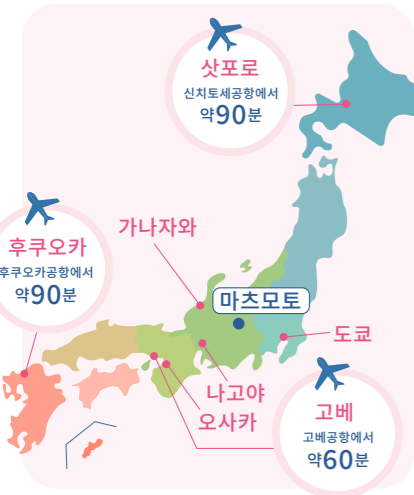 삿포로
신치토세공항에서
약90분
가나자와
후쿠오카
후쿠오카공항에서
약90분
마츠모토
도쿄
나고야
오사카
고베
고베공항에서
약60분